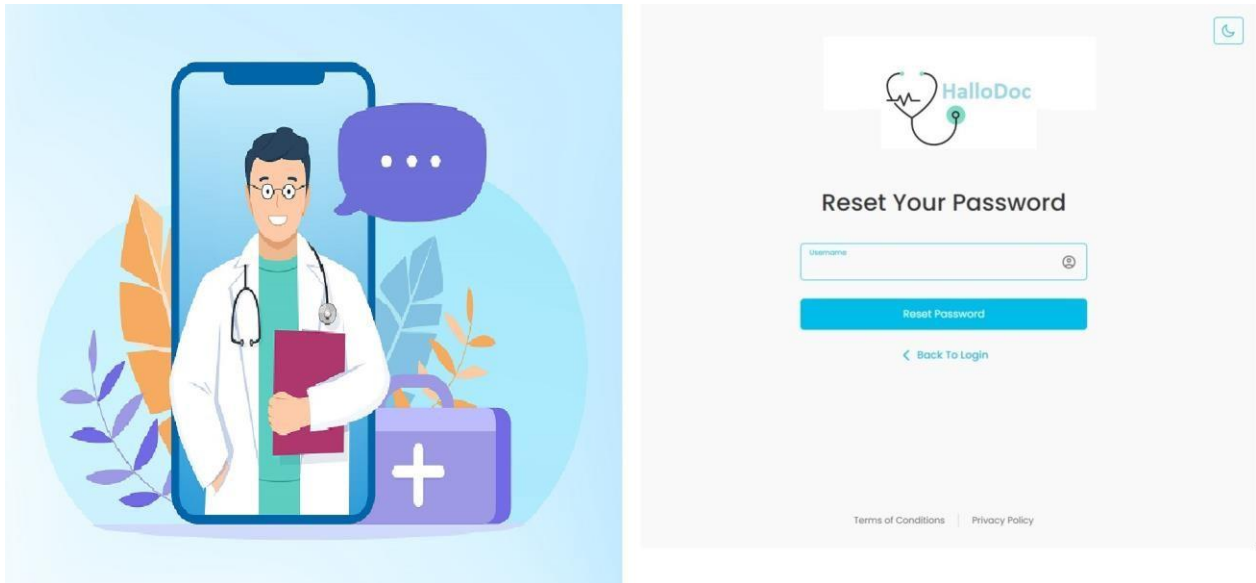 HalloDoc
Reset Your Password
Username
Reset Password
Back To Login
Terms of Conditions
Privacy Policy